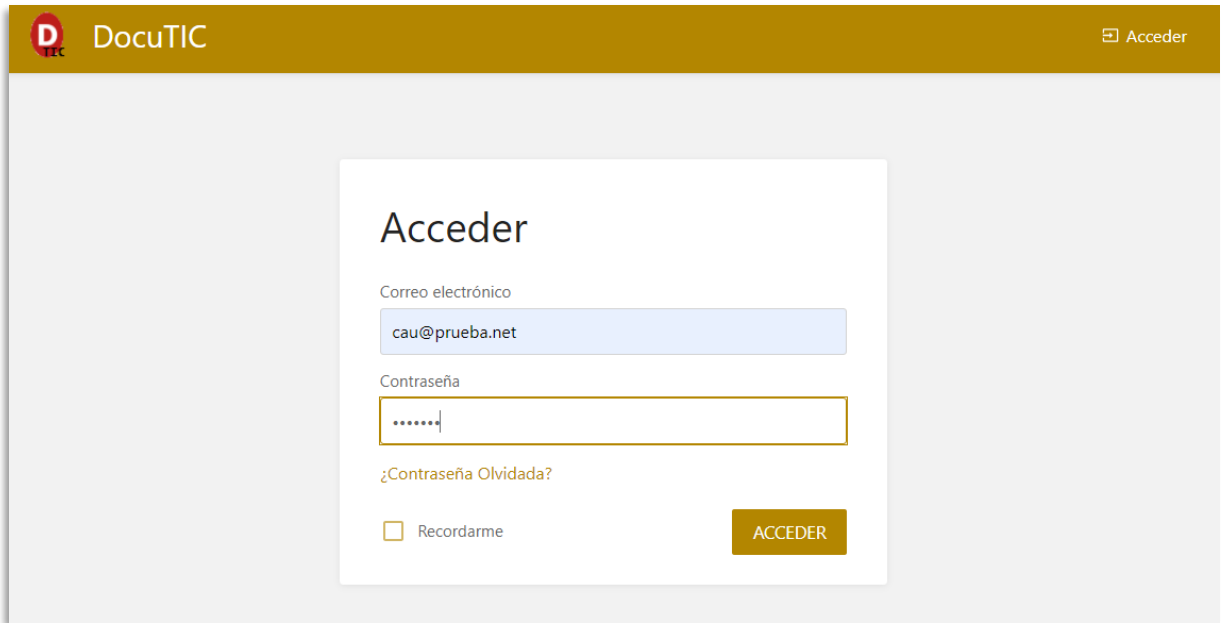 D
TIC
DocuTIC
Acceder
Acceder
Correo electrónico
cau@prueba.net
Contraseña
•••••••
¿Contraseña Olvidada?
Recordarme
ACCEDER